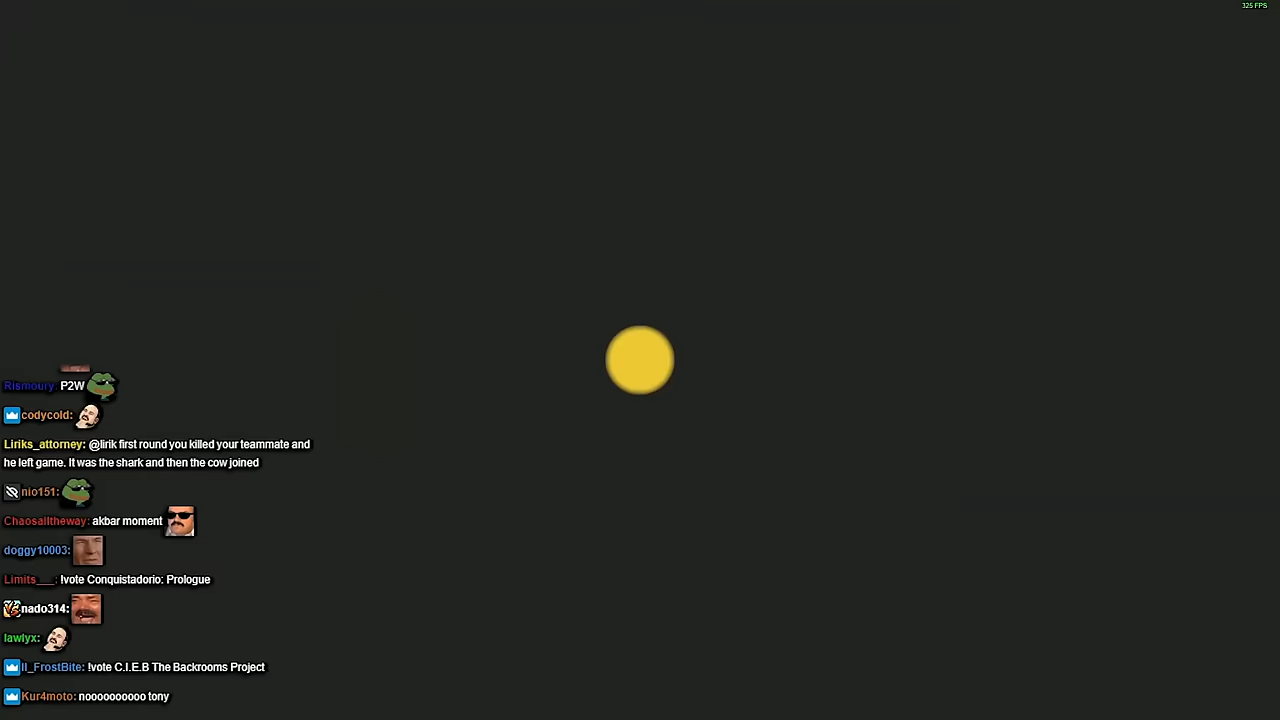 325 FPS
Rismoury: P2W
codycold:
Liriks_attorney: @lirik first round you killed your teammate and
he left game. It was the shark and then the cow joined
nio151:
Chaosalltheway: akbar moment
doggy10003:
Limits___: !vote Conquistadorio: Prologue
nado314:
lawlyx:
II_FrostBite: !vote C.I.E.B The Backrooms Project
Kur4moto: noooooooooo tony